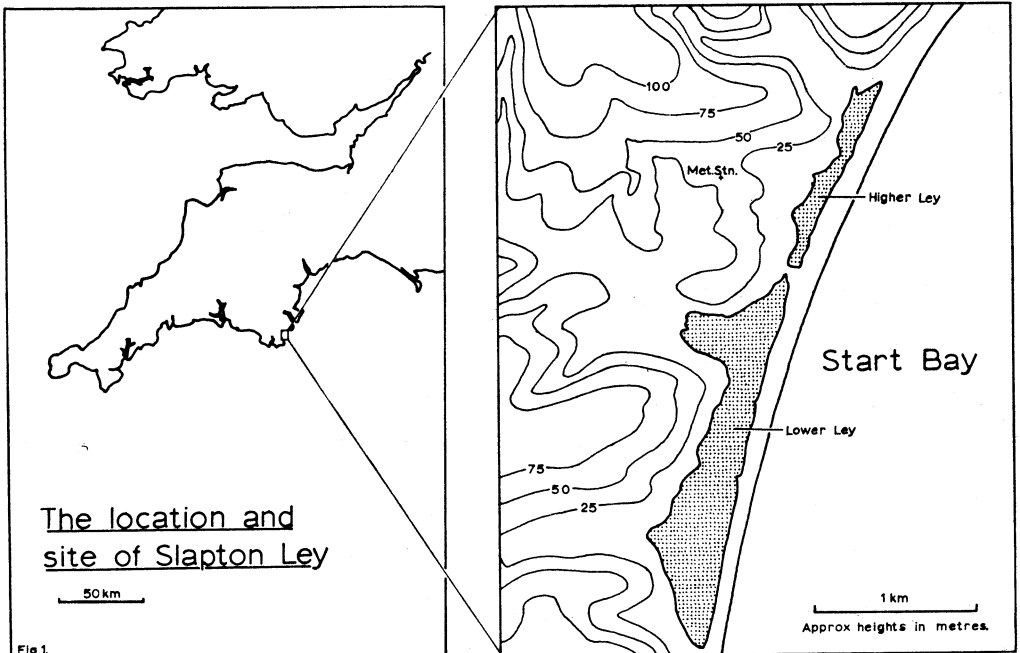 The location and
site of Slapton Ley
50km
Fig 1.
100
75
50
25
Met.Stn.
Higher Ley
Start Bay
Lower Ley
75
50
25
1 km
Approx heights in metres.